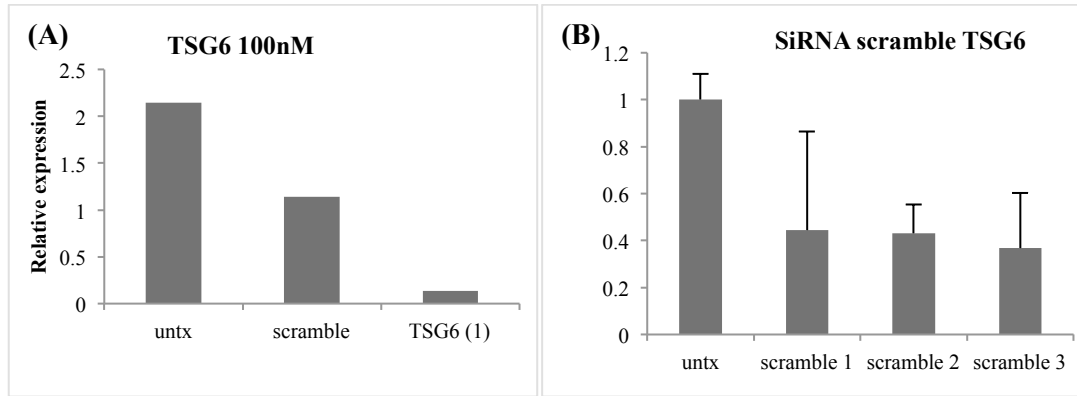 (A)
TSG6 100nM
Relative expression
2.5
2
1.5
1
0.5
0
untx scramble TSG6 (1)
(B)
SiRNA scramble TSG6
1.2
1
0.8
0.6
0.4
0.2
0
untx scramble 1 scramble 2 scramble 3